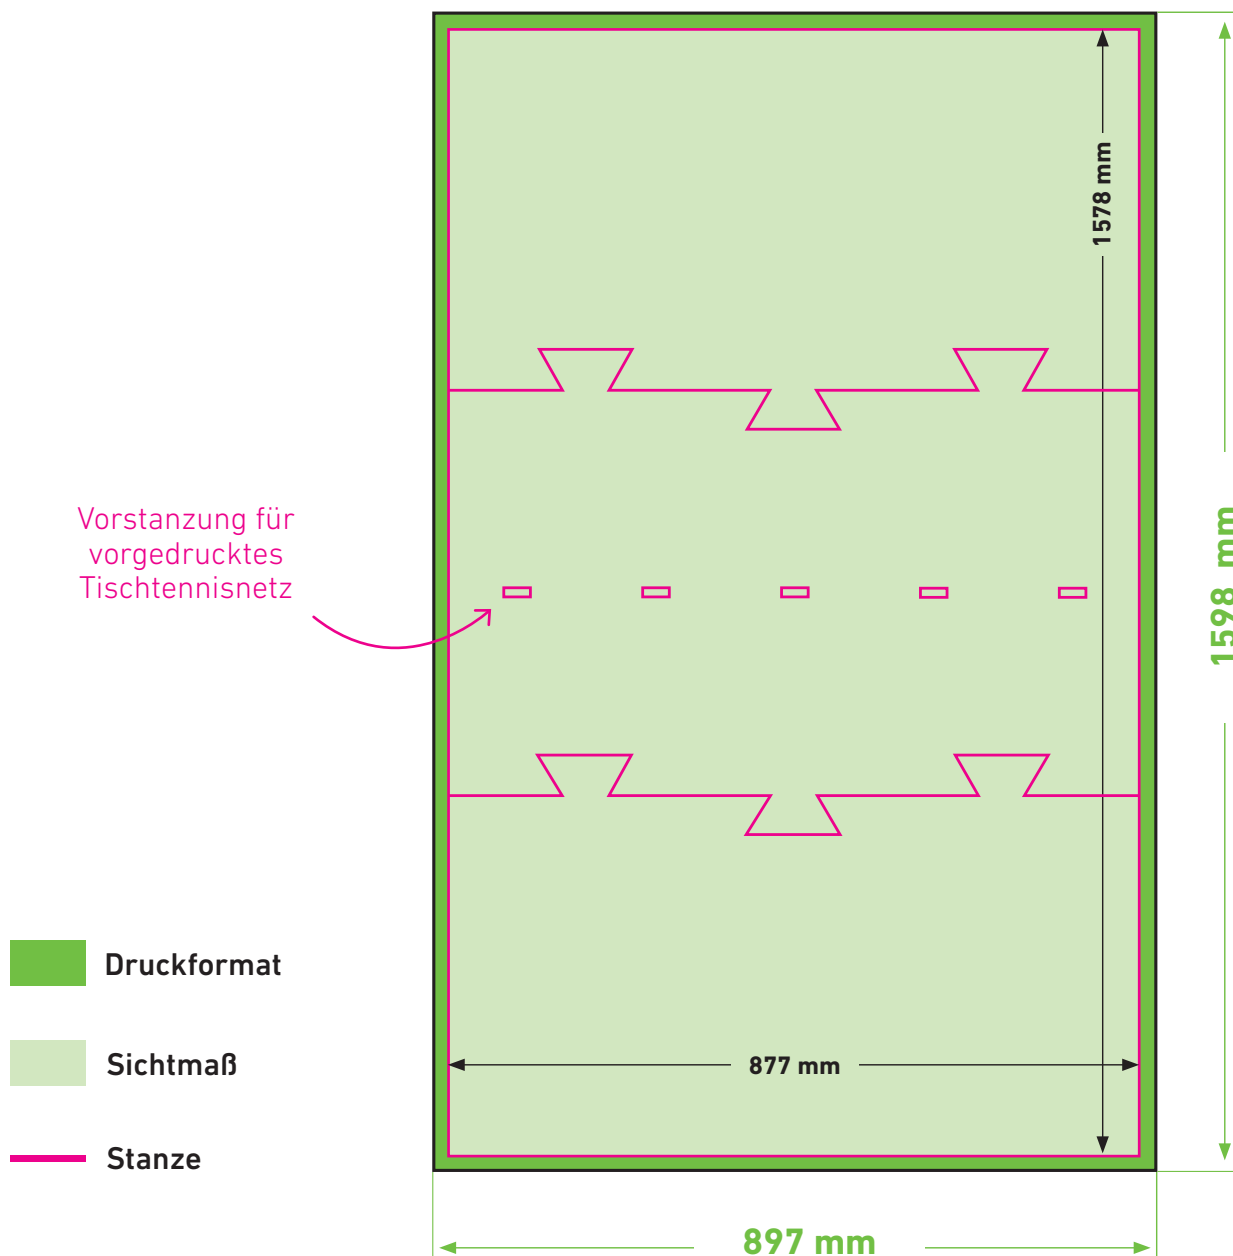 1578 mm
Vorstanzung für
vorgedrucktes
Tischtennisnetz
1598 mm
Druckformat
Sichtmaß
877 mm
Stanze
897 mm